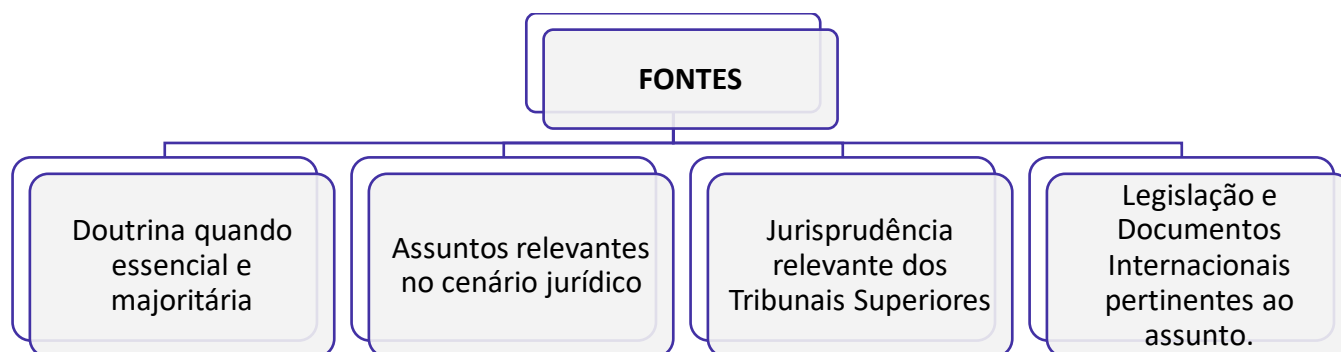 FONTES
Doutrina quando
essencial e
majoritária
Assuntos relevantes
no cenário jurídico
Jurisprudência
relevante dos
Tribunais Superiores
Legislação e
Documentos
Internacionais
pertinentes ao
assunto.